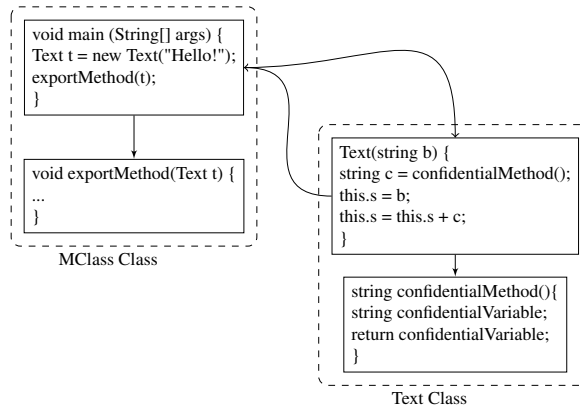 void main (String[] args) {
Text t = new Text("Hello!");
exportMethod(t);
}
void exportMethod(Text t) {
...
}
MClass Class
Text(string b) {
string c = confidentialMethod();
this.s = b;
this.s = this.s + c;
}
string confidentialMethod(){
string confidentialVariable;
return confidentialVariable;
}
Text Class